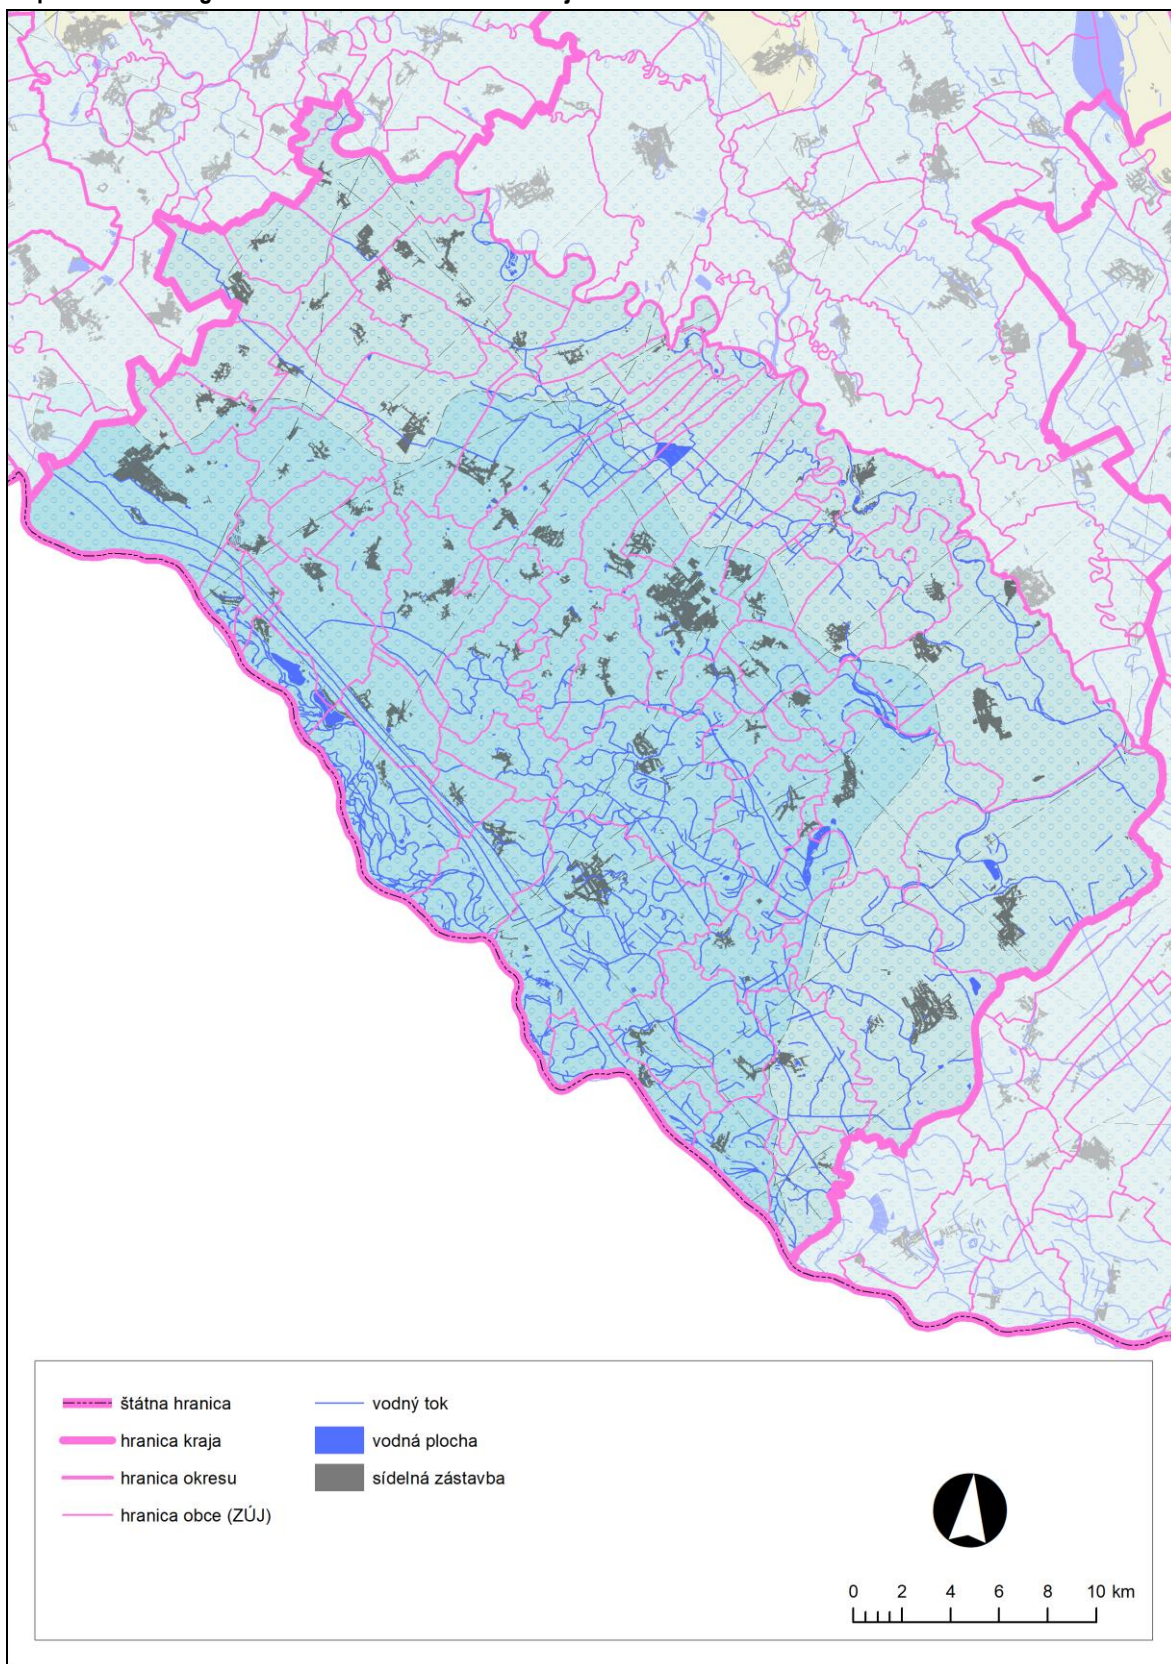 štátna hranica
hranica kraja
hranica okresu
hranica obce (ZÚJ)
vodný tok
vodná plocha
sídelná zástavba
0 2 4 6 8 10 km